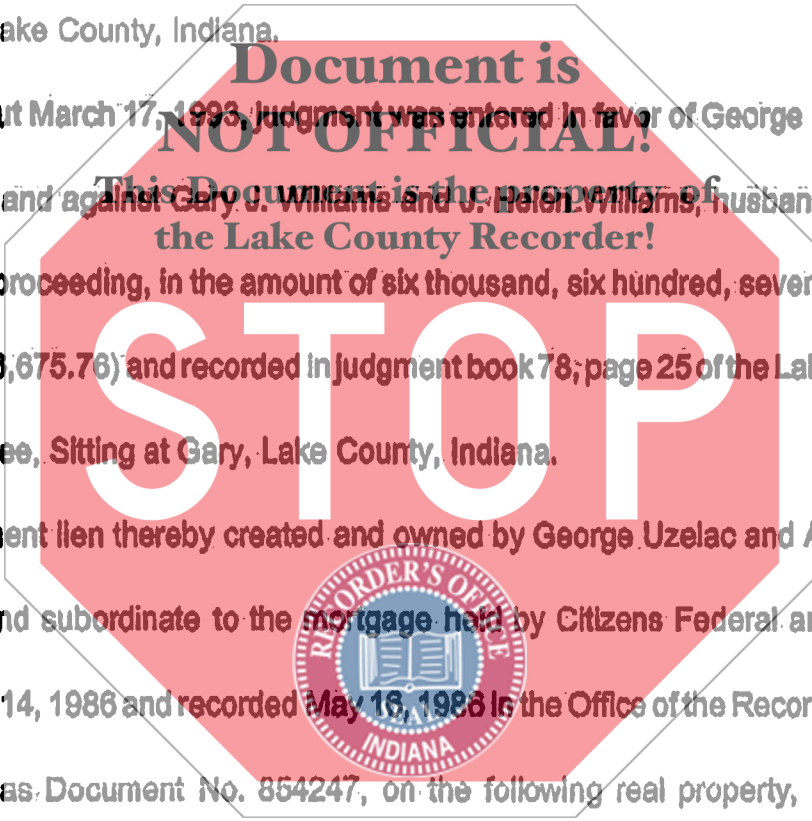 ake County, Indiana.
Document is
ut March 17, 1993, judgment was entered in favor of George
NOT OFFICIAL!
This Document is the property of
and against Gary J. Williams and J. Williams, husban
the Lake County Recorder!
proceeding, in the amount of six thousand, six hundred, seven
,675.76) and recorded in judgment book 78, page 25 of the La
STOP
ee, Sitting at Gary, Lake County, Indiana.
ent lien thereby created and owned by George Uzelac and A
RECORDER'S OFFICE
nd subordinate to the mortgage held by Citizens Federal an
14, 1986 and recorded May 16, 1986 in the Office of the Recor
INDIANA
as Document No. 854247, on the following real property,